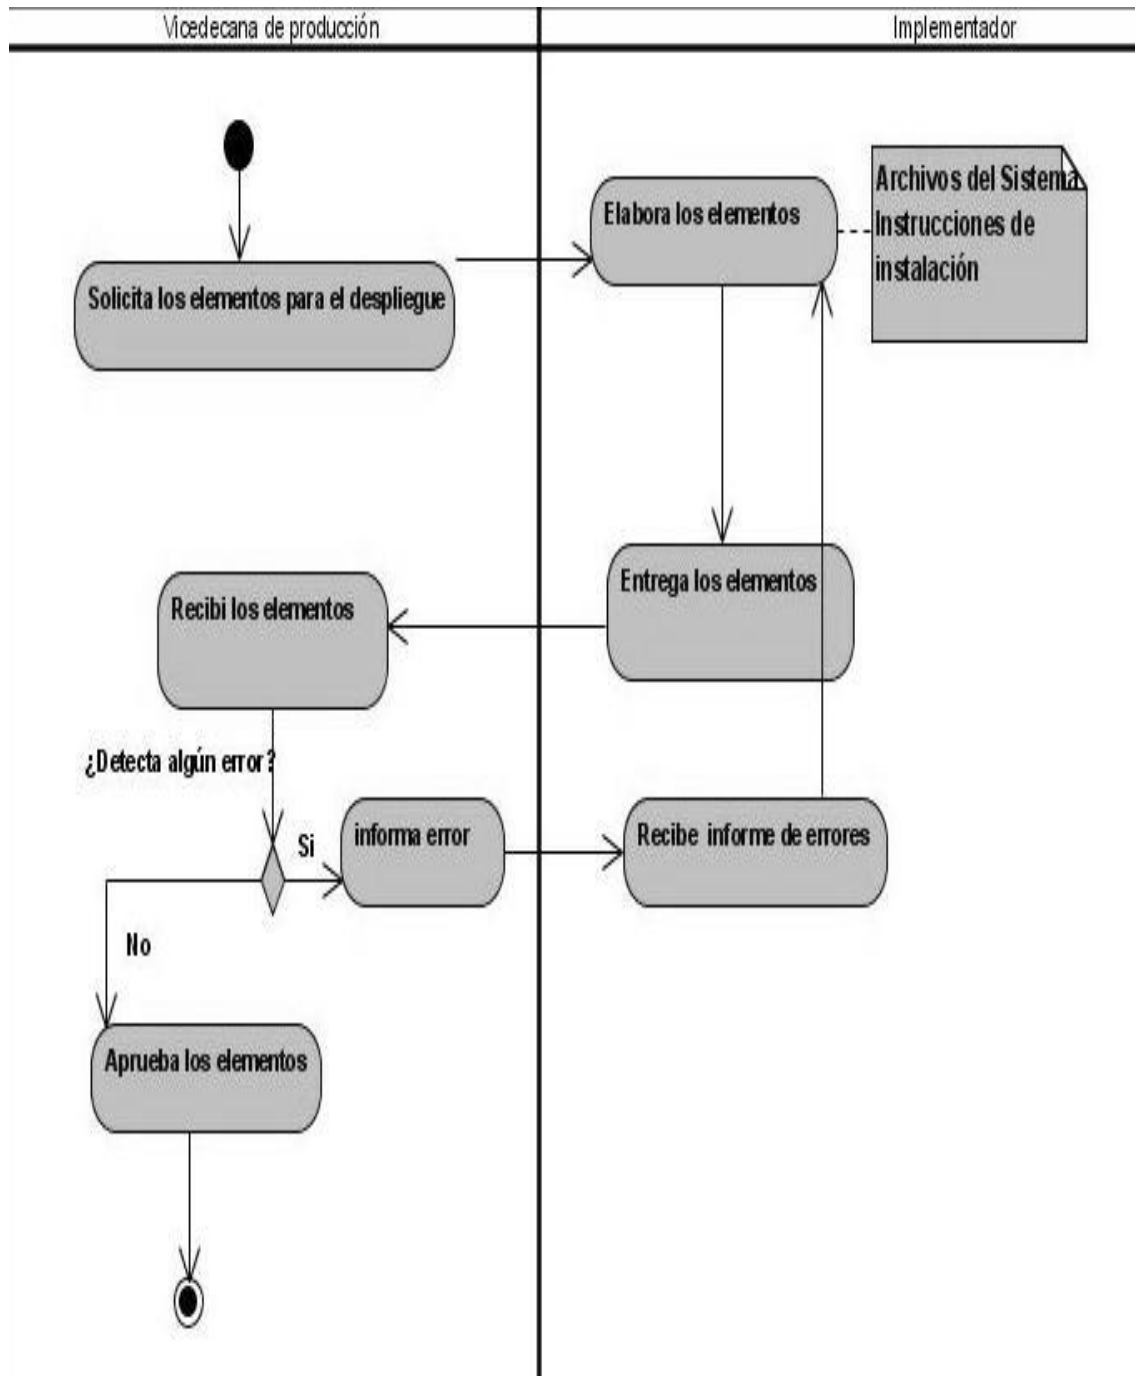 Vicedecana de producción
Implementador
Solicita los elementos para el despliegue
Elabora los elementos
Archivos del Sistema
Instrucciones de
instalación
Entrega los elementos
Recibi los elementos
¿Detecta algún error?
Si
informa error
Recibe informe de errores
No
Aprueba los elementos